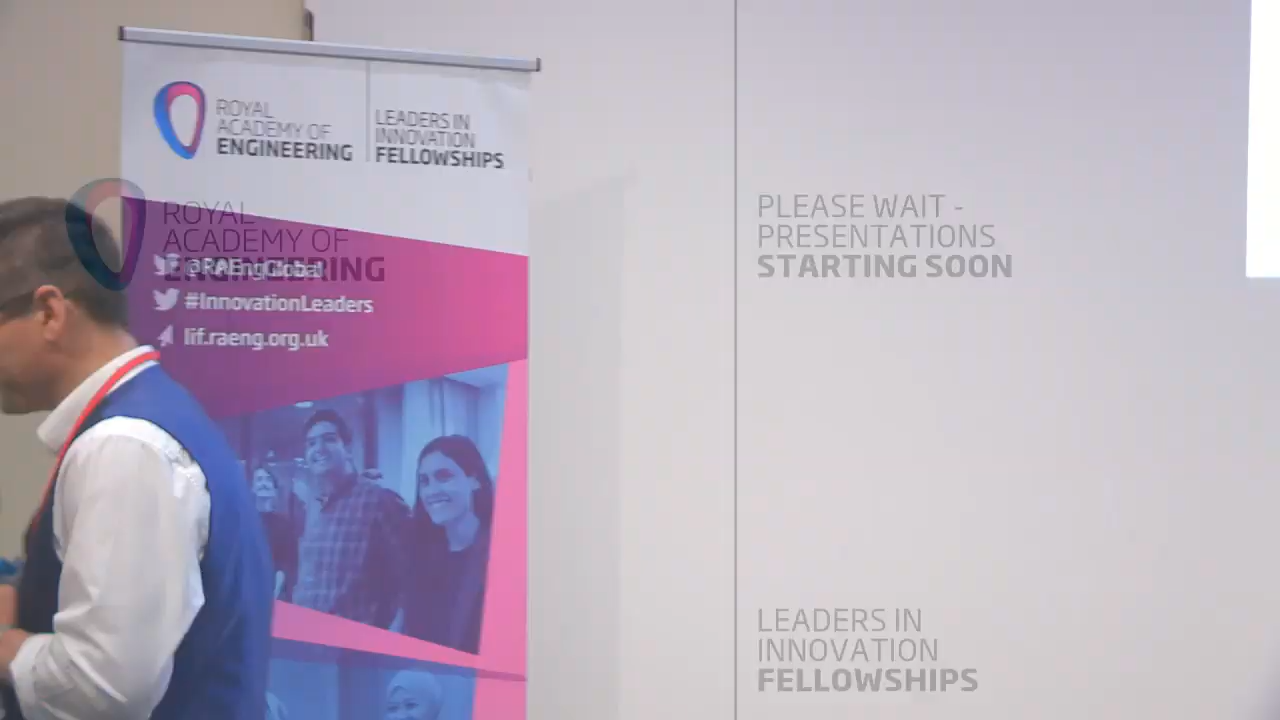 ROYAL
ACADEMY OF
ENGINEERING
LEADERS IN
INNOVATION
FELLOWSHIPS
ROYAL
ACADEMY OF
ENGINEERING
@RAEngGlobal
#InnovationLeaders
lif.raeng.org.uk
PLEASE WAIT -
PRESENTATIONS
STARTING SOON
LEADERS IN
INNOVATION
FELLOWSHIPS